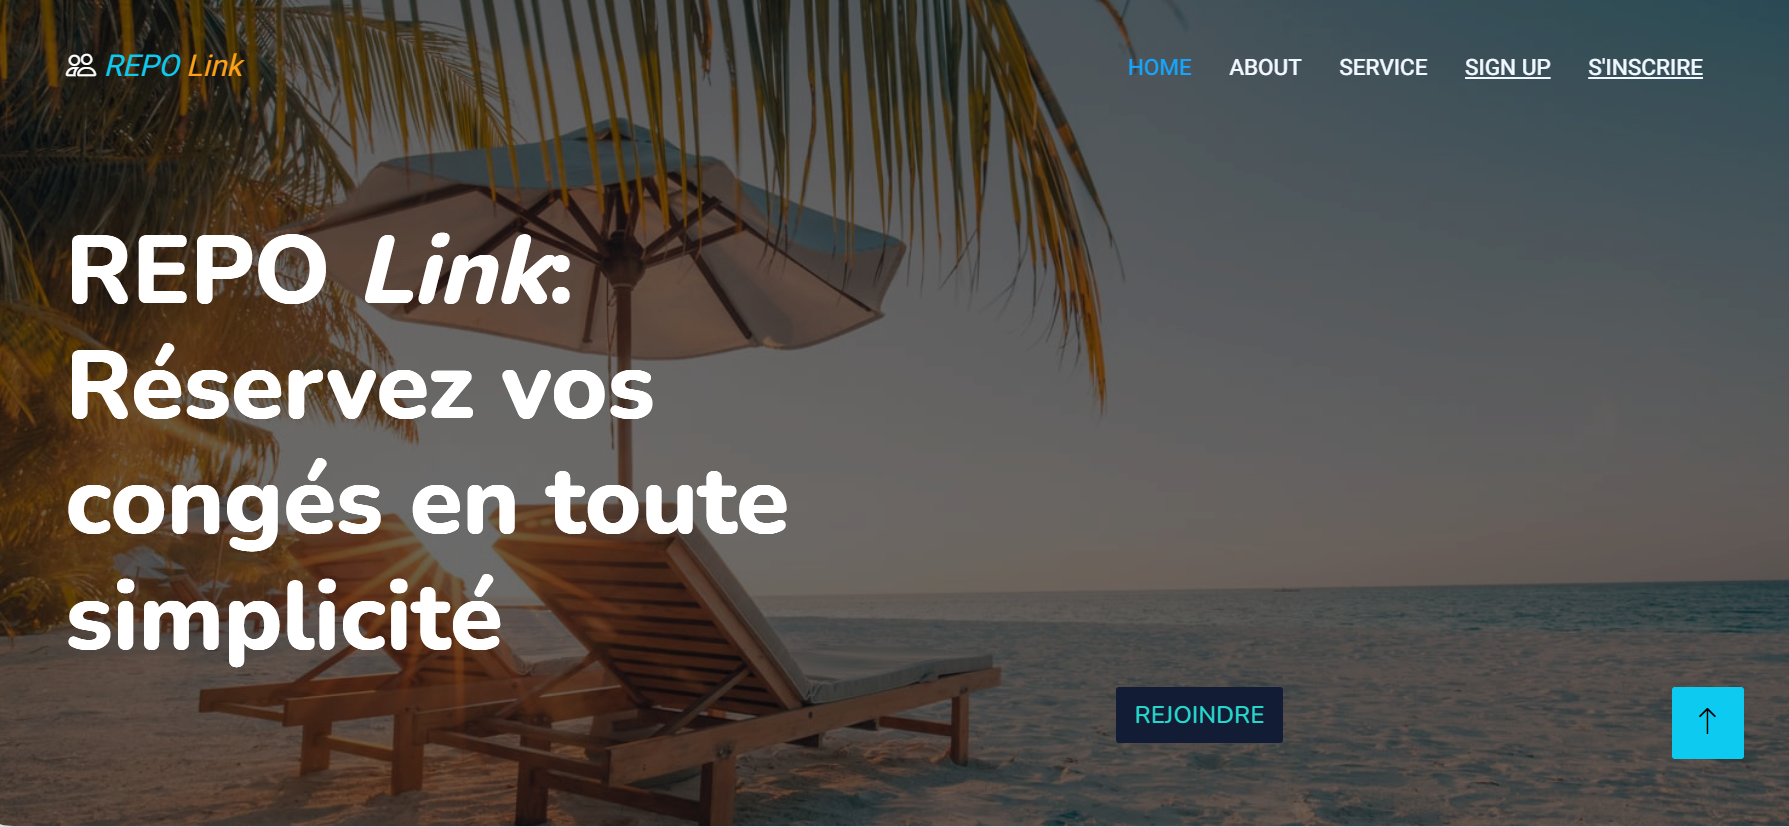 REPO Link
HOME ABOUT SERVICE SIGN UP S'INSCRIRE
REPO Link:
Réservez vos
congés en toute
simplicité
REJOINDRE